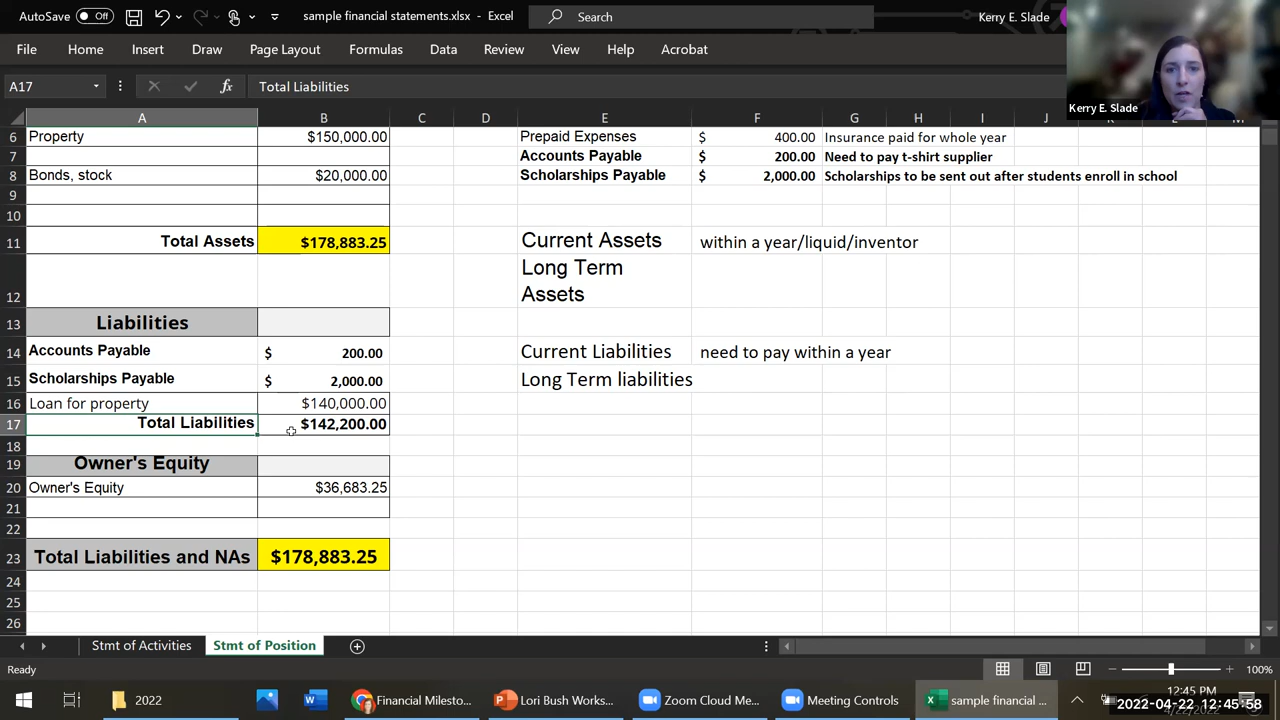 AutoSave Off sample financial statements.xlsx - Excel Search Kerry E. Slade
File Home Insert Draw Page Layout Formulas Data Review View Help Acrobat
Kerry E. Slade
A17 fx Total Liabilities
A B C D E F G H I J
6 Property $150,000.00 Prepaid Expenses $ 400.00 Insurance paid for whole year
7 Accounts Payable $ 200.00 Need to pay t-shirt supplier
8 Bonds, stock $20,000.00 Scholarships Payable $ 2,000.00 Scholarships to be sent out after students enroll in school
9
10
11 Total Assets $178,883.25 Current Assets within a year/liquid/inventor
Long Term
12 Assets
13 Liabilities
14 Accounts Payable $ 200.00 Current Liabilities need to pay within a year
15 Scholarships Payable $ 2,000.00 Long Term liabilities
16 Loan for property $140,000.00
17 Total Liabilities $142,200.00
18
19 Owner's Equity
20 Owner's Equity $36,683.25
21
22
23 Total Liabilities and NAs $178,883.25
24
25
26
Stmt of Activities Stmt of Position
Ready 100%
2022 Financial Milesto... Lori Bash Works... Zoom Cloud Me... Meeting Controls sample financial ... 12:45 PM
2022-04-22 12:45:58